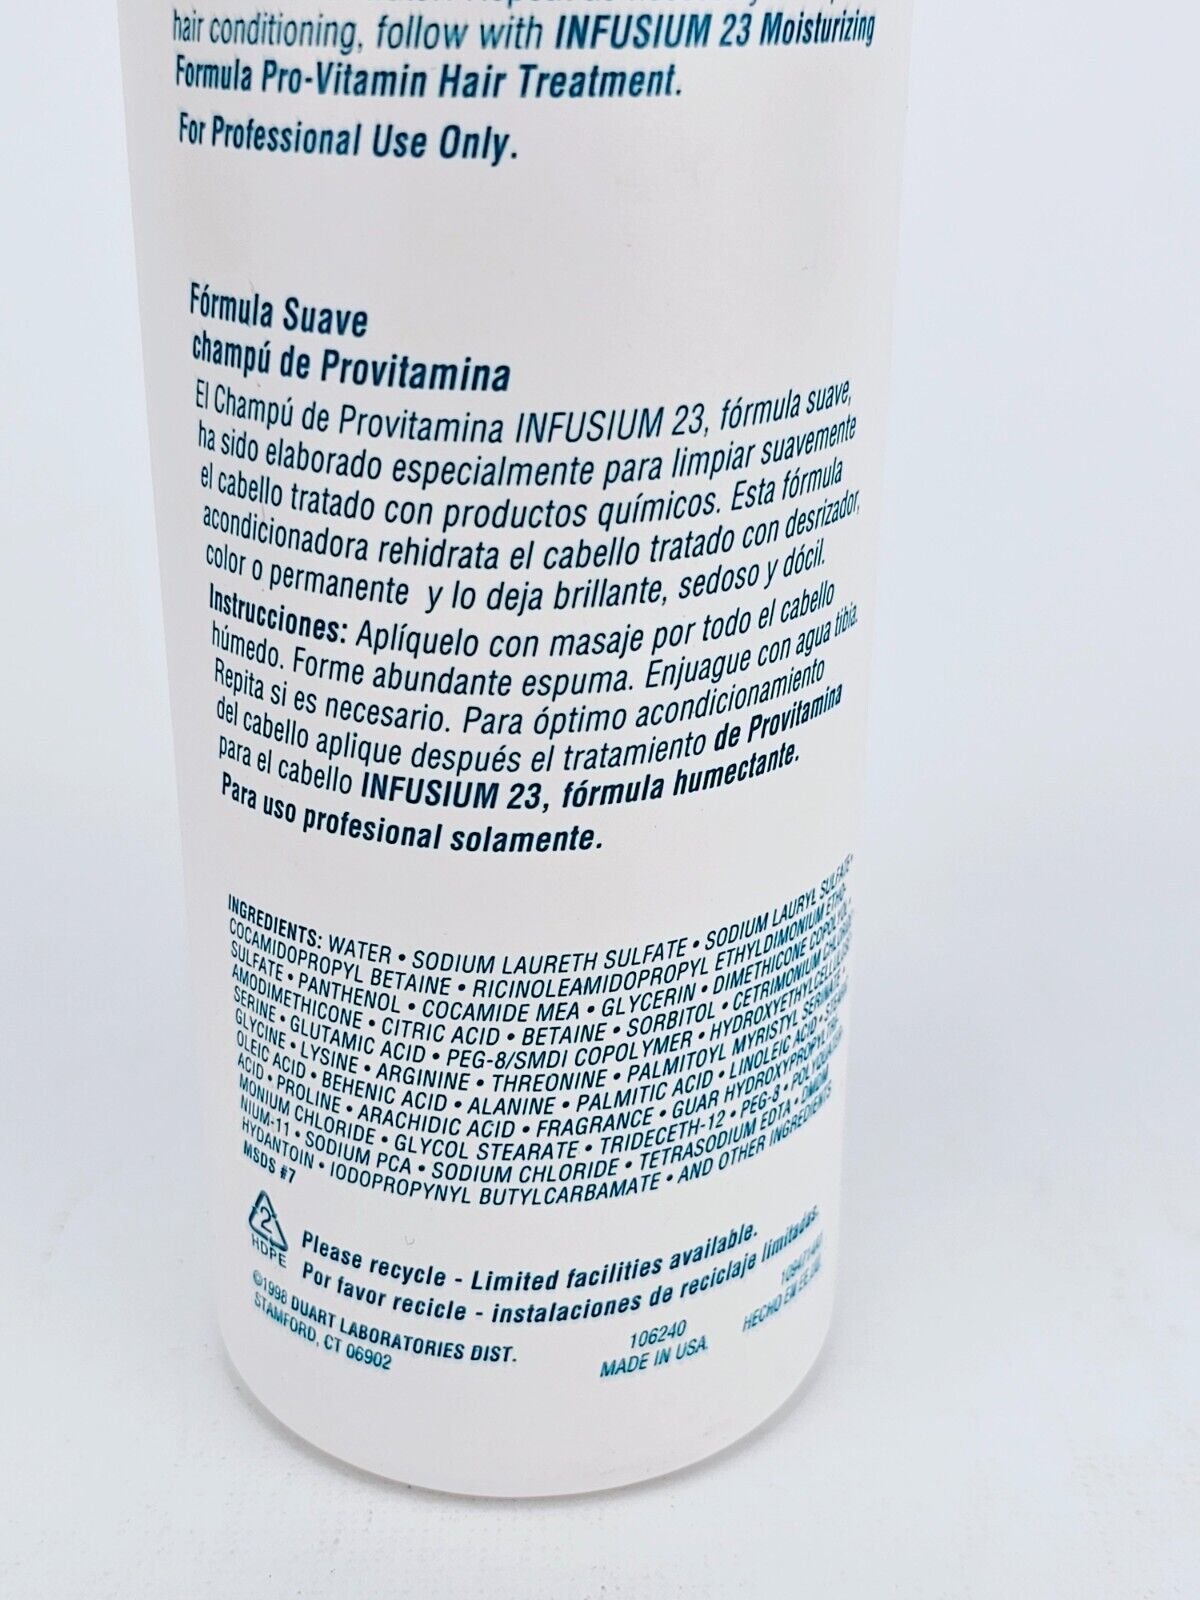 hair conditioning, follow with INFUSIUM 23 Moisturizing
Formula Pro-Vitamin Hair Treatment.
For Professional Use Only.
Fórmula Suave
champú de Provitamina
El Champú de Provitamina INFUSIUM 23, fórmula suave,
ha sido elaborado especialmente para limpiar suavemente
el cabello tratado con productos químicos. Esta fórmula
acondicionadora rehidrata el cabello tratado con desrizador,
color o permanente y lo deja brillante, sedoso y dócil.
Instrucciones: Aplíquelo con masaje por todo el cabello
húmedo. Forme abundante espuma. Enjuague con agua tibia.
Repita si es necesario. Para óptimo acondicionamiento
del cabello aplique después el tratamiento de Provitamina
para el cabello INFUSIUM 23, fórmula humectante.
Para uso profesional solamente.
INGREDIENTS: WATER • SODIUM LAURETH SULFATE • SODIUM LAURYL SULFATE •
COCAMIDOPROPYL BETAINE • RICINOLEAMIDOPROPYL ETHYLDIMONIUM ETHO-
SULFATE • PANTHENOL • COCAMIDE MEA • GLYCERIN • DIMETHICONE COPOLYOL •
AMODIMETHICONE • CITRIC ACID • BETAINE • SORBITOL • CETRIMONIUM CHLORIDE
SERINE • GLUTAMIC ACID • PEG-8/SMDI COPOLYMER • HYDROXYETHYLCELLULOSE
GLYCINE • LYSINE • ARGININE • THREONINE • PALMITOYL MYRISTYL SERINATE •
OLEIC ACID • BEHENIC ACID • ALANINE • PALMITIC ACID • LINOLEIC ACID •
ACID • PROLINE • ARACHIDIC ACID • FRAGRANCE • GUAR HYDROXYPROPYLTRI-
MONIUM CHLORIDE • GLYCOL STEARATE • TRIDECETH-12 • PEG-8 •
NIUM-11 • SODIUM PCA • SODIUM CHLORIDE • TETRASODIUM EDTA •
HYDANTOIN • IODOPROPYNYL BUTYLCARBAMATE • AND OTHER INGREDIENTS
MSDS #7
2
HDPE
Please recycle - Limited facilities available.
Por favor recicle - instalaciones de reciclaje limitadas.
©1998 DUART LABORATORIES DIST.
STAMFORD, CT 06902
106240
MADE IN USA.
HECHO EN EE.UU.